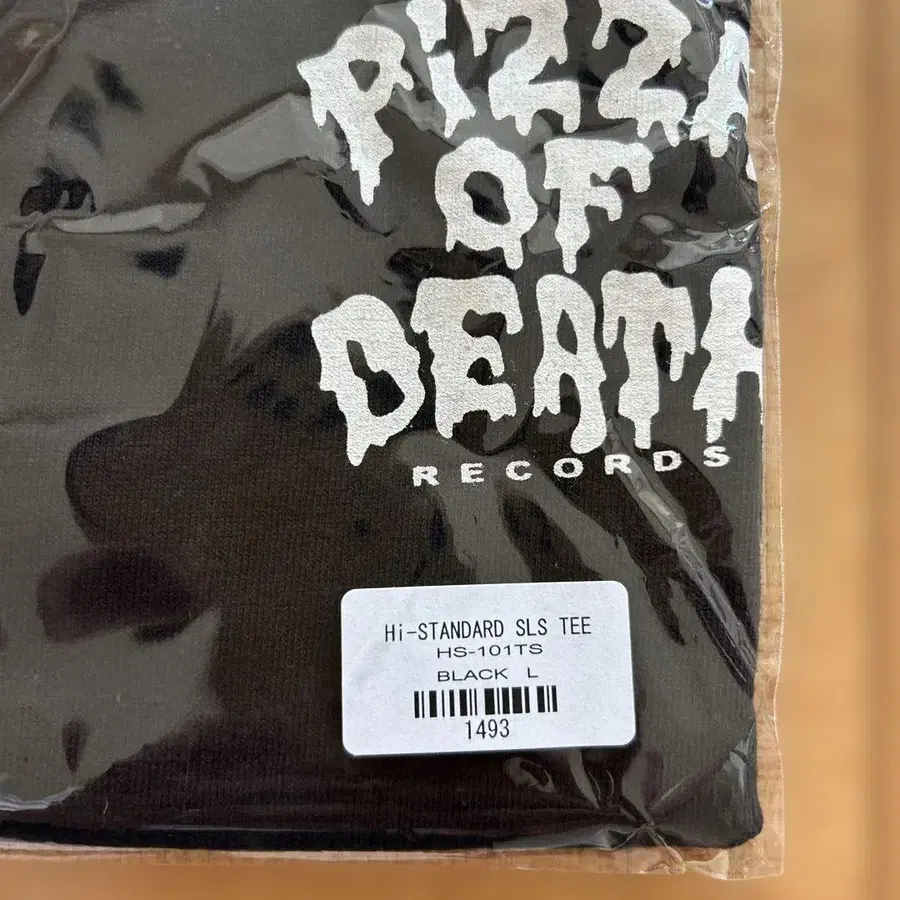 PiZZA
OF
DEATH
RECORDS
Hi-STANDARD SLS TEE
HS-101TS
BLACK L
1493